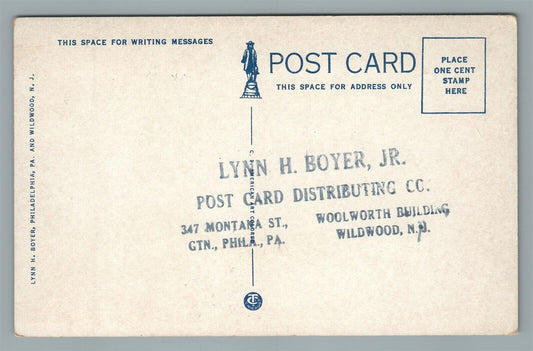 THIS SPACE FOR WRITING MESSAGES
POST CARD
THIS SPACE FOR ADDRESS ONLY
PLACE
ONE CENT
STAMP
HERE
LYNN H. BOYER, PHILADELPHIA, PA. AND WILDWOOD, N. J.
LYNN H. BOYER, JR.
POST CARD DISTRIBUTING CO.
347 MONTANA ST., WOOLWORTH BUILDING
GTN., PHILA., PA. WILDWOOD, N.J.